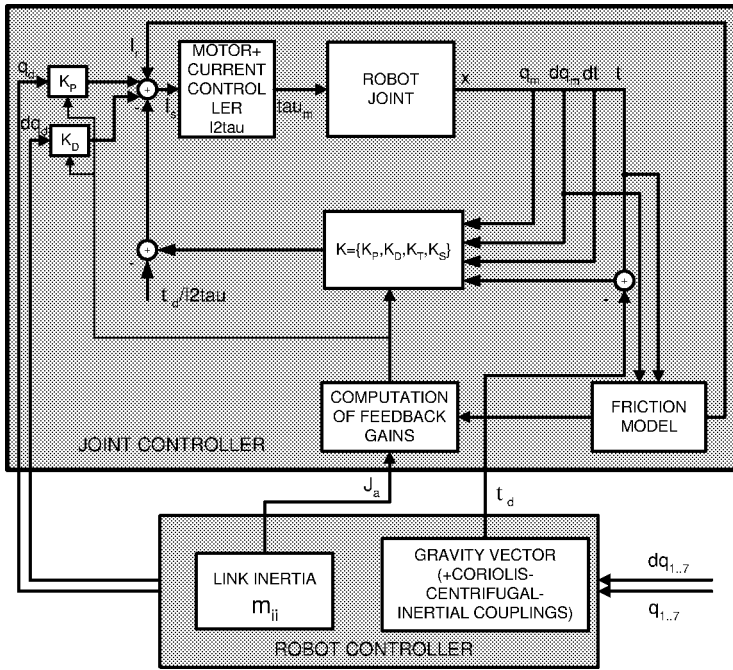 I_r
q_d
K_P
dq_d
K_D
MOTOR+
CURRENT
CONTROL
LER
I2tau
I_s
tau_m
ROBOT
JOINT
x
q_m
dq_m
dt
t
K={K_P,K_D,K_T,K_S}
t_d/i2tau
COMPUTATION
OF FEEDBACK
GAINS
FRICTION
MODEL
JOINT CONTROLLER
J_a
t_d
LINK INERTIA
m_ii
GRAVITY VECTOR
(+CORIOLIS-
CENTRIFUGAL-
INERTIAL COUPLINGS)
dq_1..7
q_1..7
ROBOT CONTROLLER